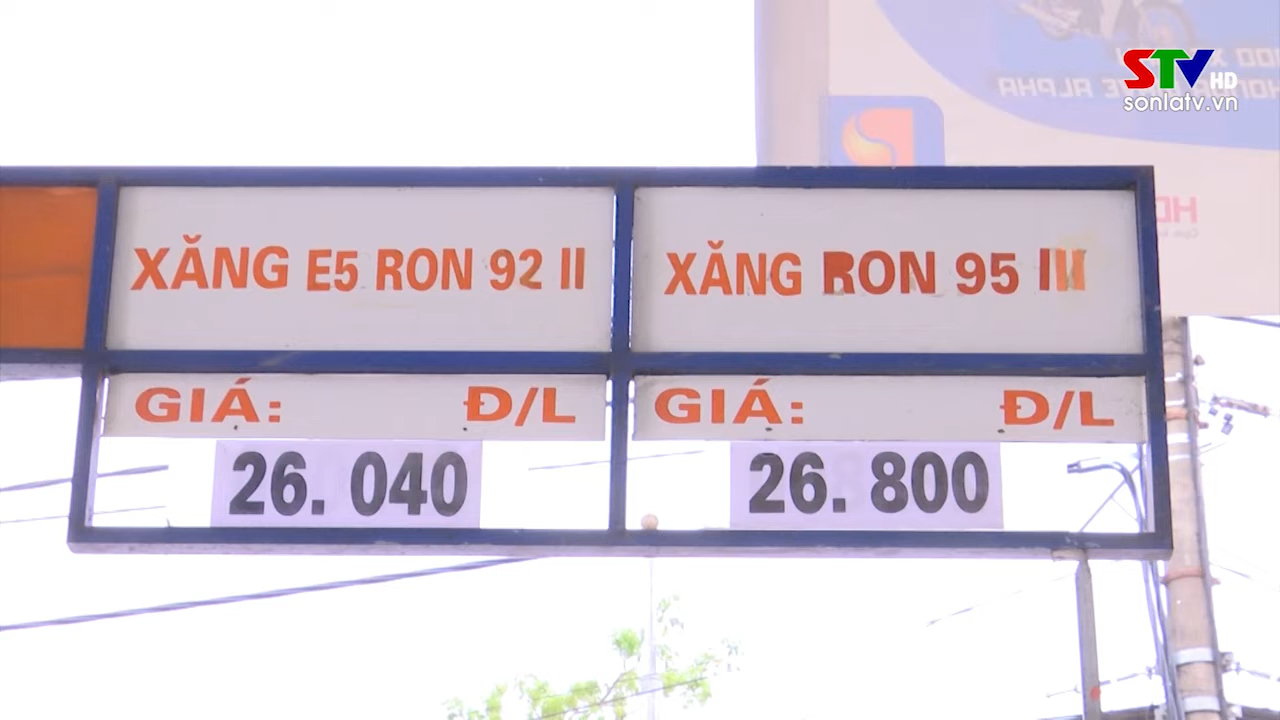 STV HD
sonlatv.vn
XĂNG E5 RON 92 II
XĂNG RON 95 III
GIÁ: Đ/L
GIÁ: Đ/L
26. 040
26. 800